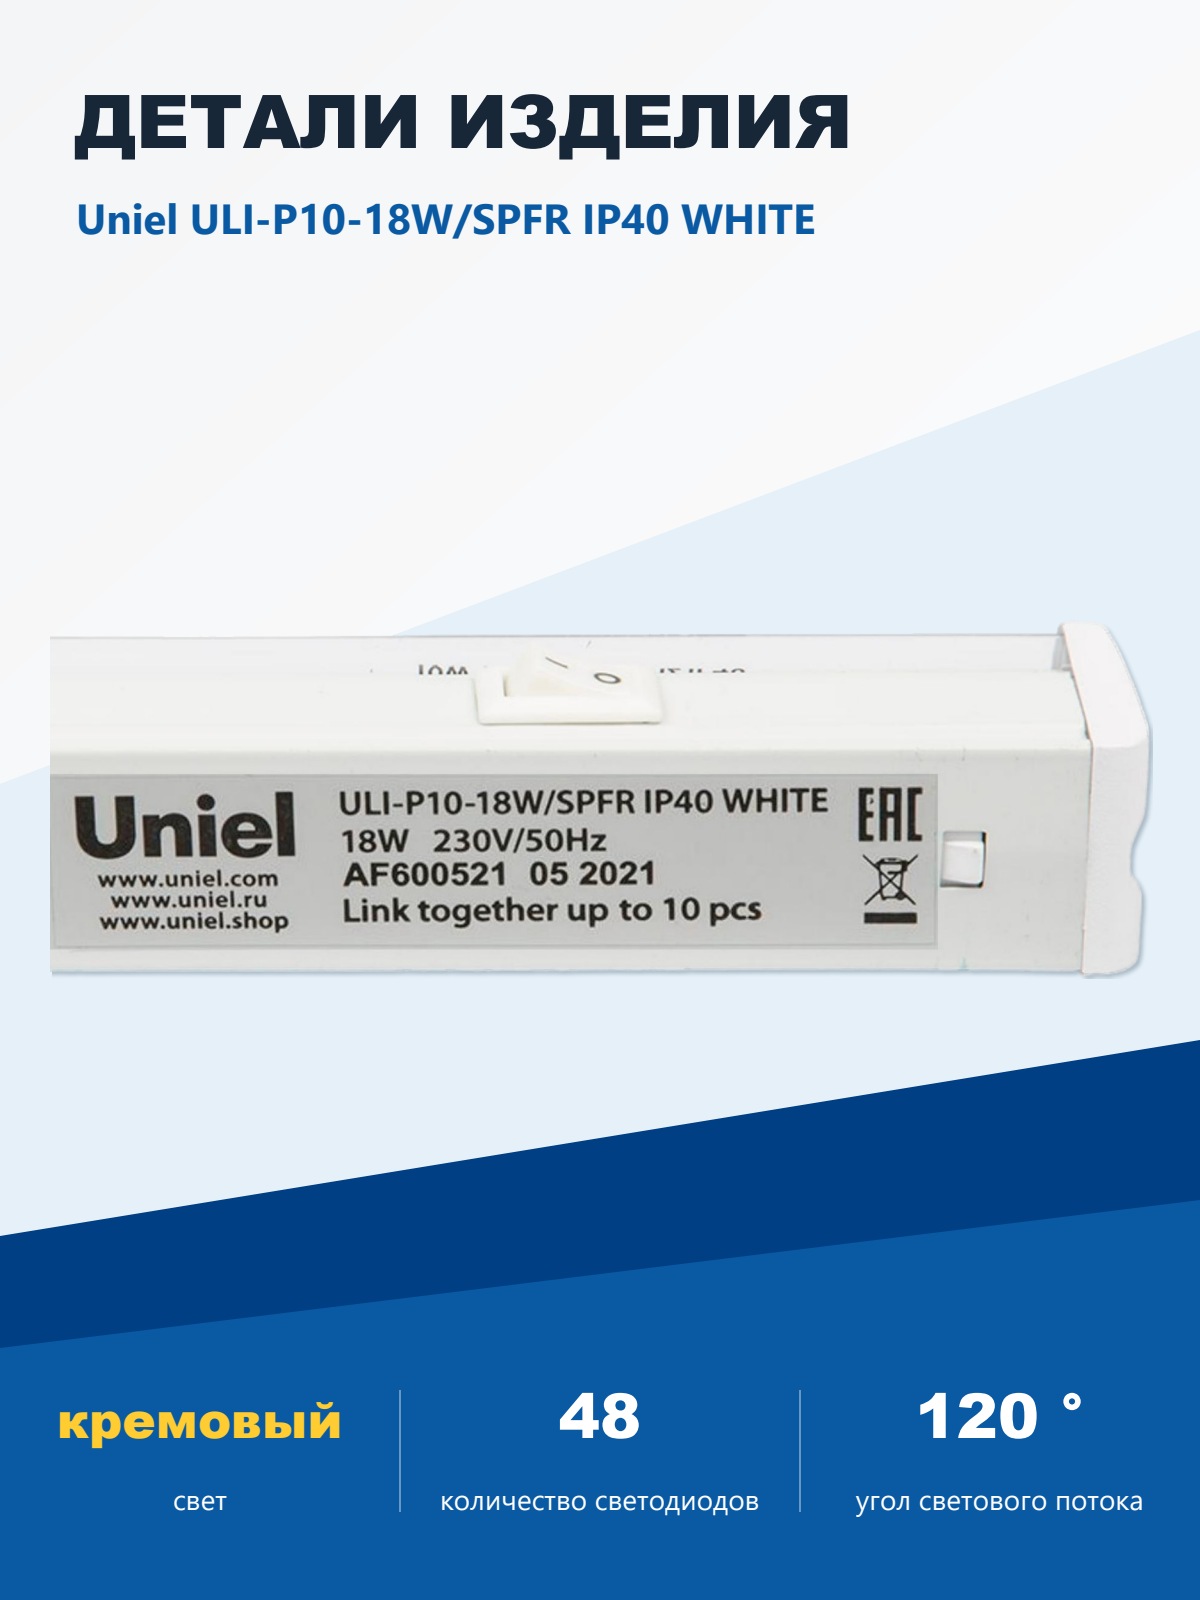 ДЕТАЛИ ИЗДЕЛИЯ
Uniel ULI-P10-18W/SPFR IP40 WHITE
Uniel
www.uniel.com
www.uniel.ru
www.uniel.shop
ULI-P10-18W/SPFR IP40 WHITE
18W 230V/50Hz
AF600521 05 2021
Link together up to 10 pcs
EAC
кремовый
свет
48
количество светодиодов
120 °
угол светового потока